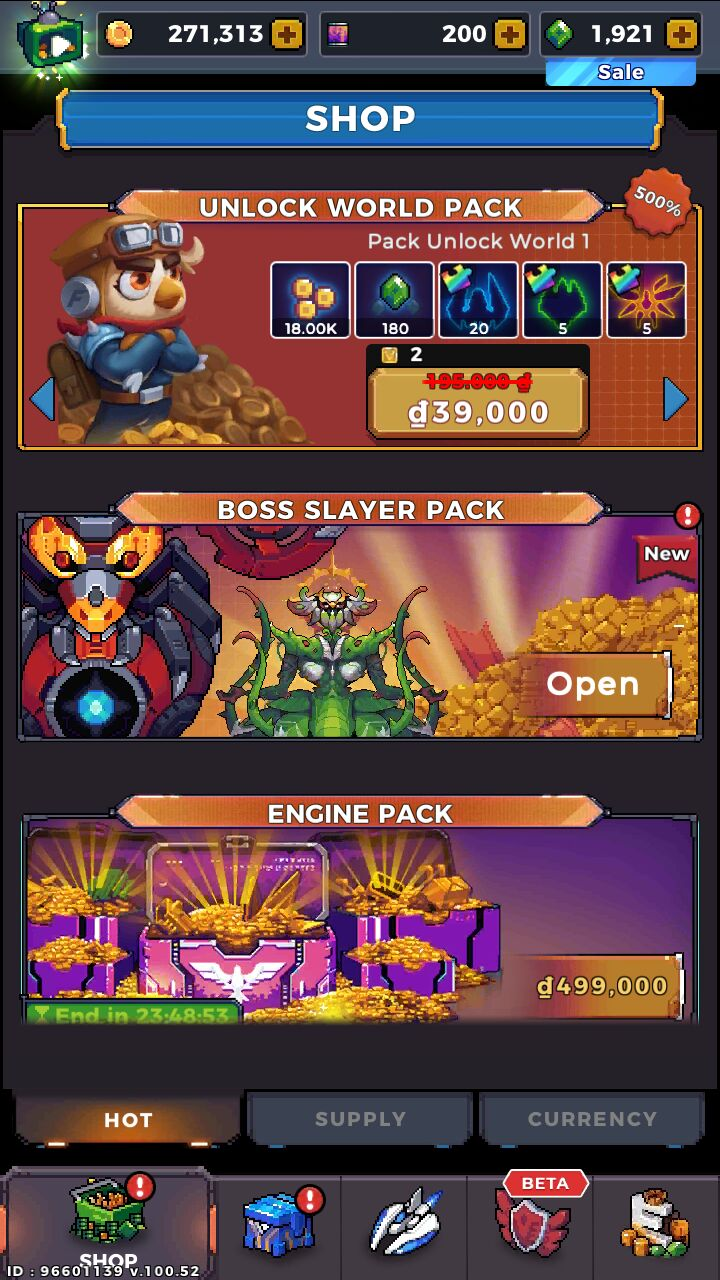 271,313
200
1,921
Sale
SHOP
UNLOCK WORLD PACK
500%
Pack Unlock World 1
18.00K
180
20
5
5
2
195.000 ₫
₫39,000
BOSS SLAYER PACK
New
Open
ENGINE PACK
₫499,000
End in 23:48:53
HOT
SUPPLY
CURRENCY
BETA
SHOP
ID : 96601139 v.100.52